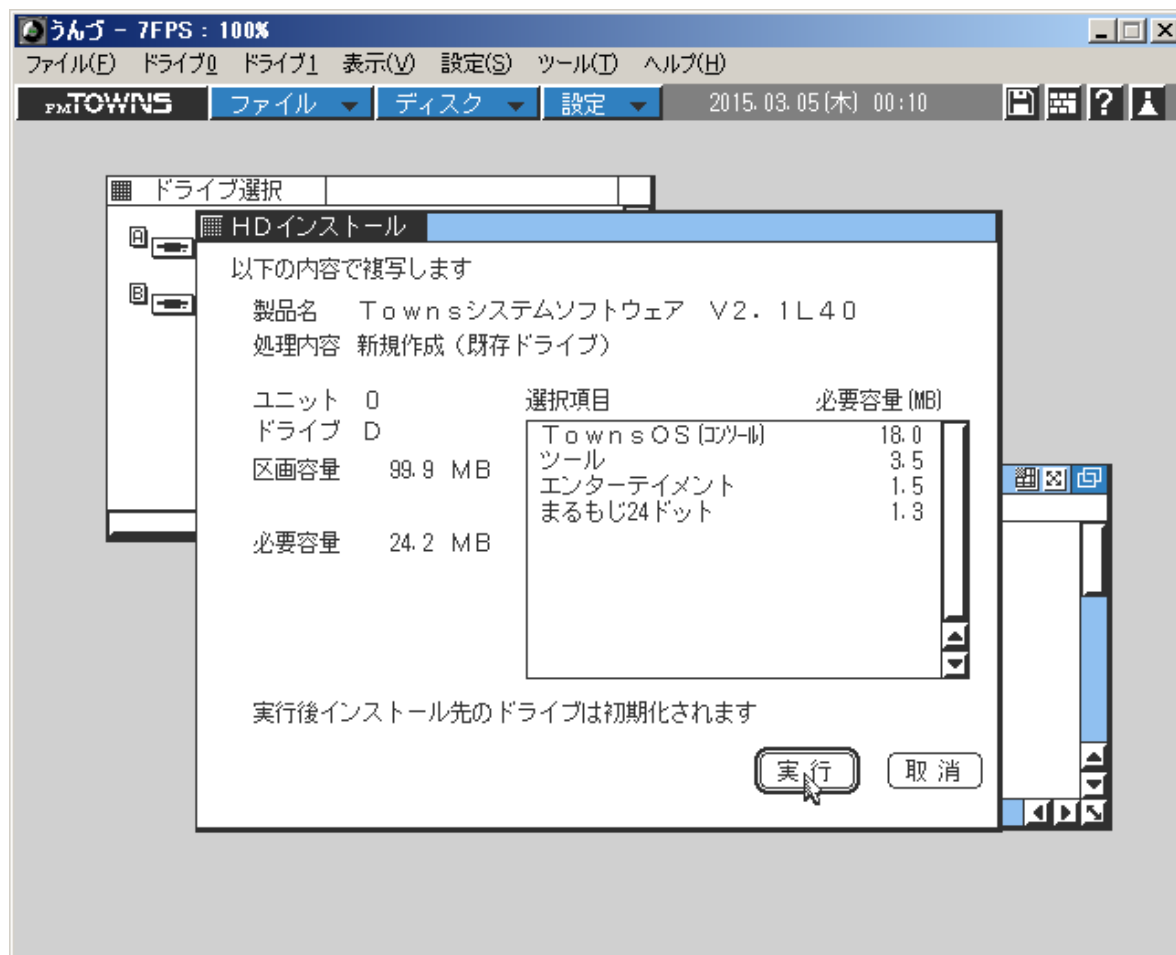 うんづ - 7FPS : 100%
ファイル(F) ドライブ0 ドライブ1 表示(V) 設定(S) ツール(T) ヘルプ(H)
FMTOWNS ファイル ディスク 設定 2015.03.05(木) 00:10 ?
ドライブ選択
A
B
HDインストール
以下の内容で複写します
製品名 Townsシステムソフトウェア V2.1L40
処理内容 新規作成(既存ドライブ)
ユニット 0
ドライブ D
区画容量 99.9 MB
必要容量 24.2 MB
選択項目 必要容量(MB)
TownsOS(コンソール) 18.0
ツール 3.5
エンターテイメント 1.5
まるもじ24ドット 1.3
実行後インストール先のドライブは初期化されます
実行 取消